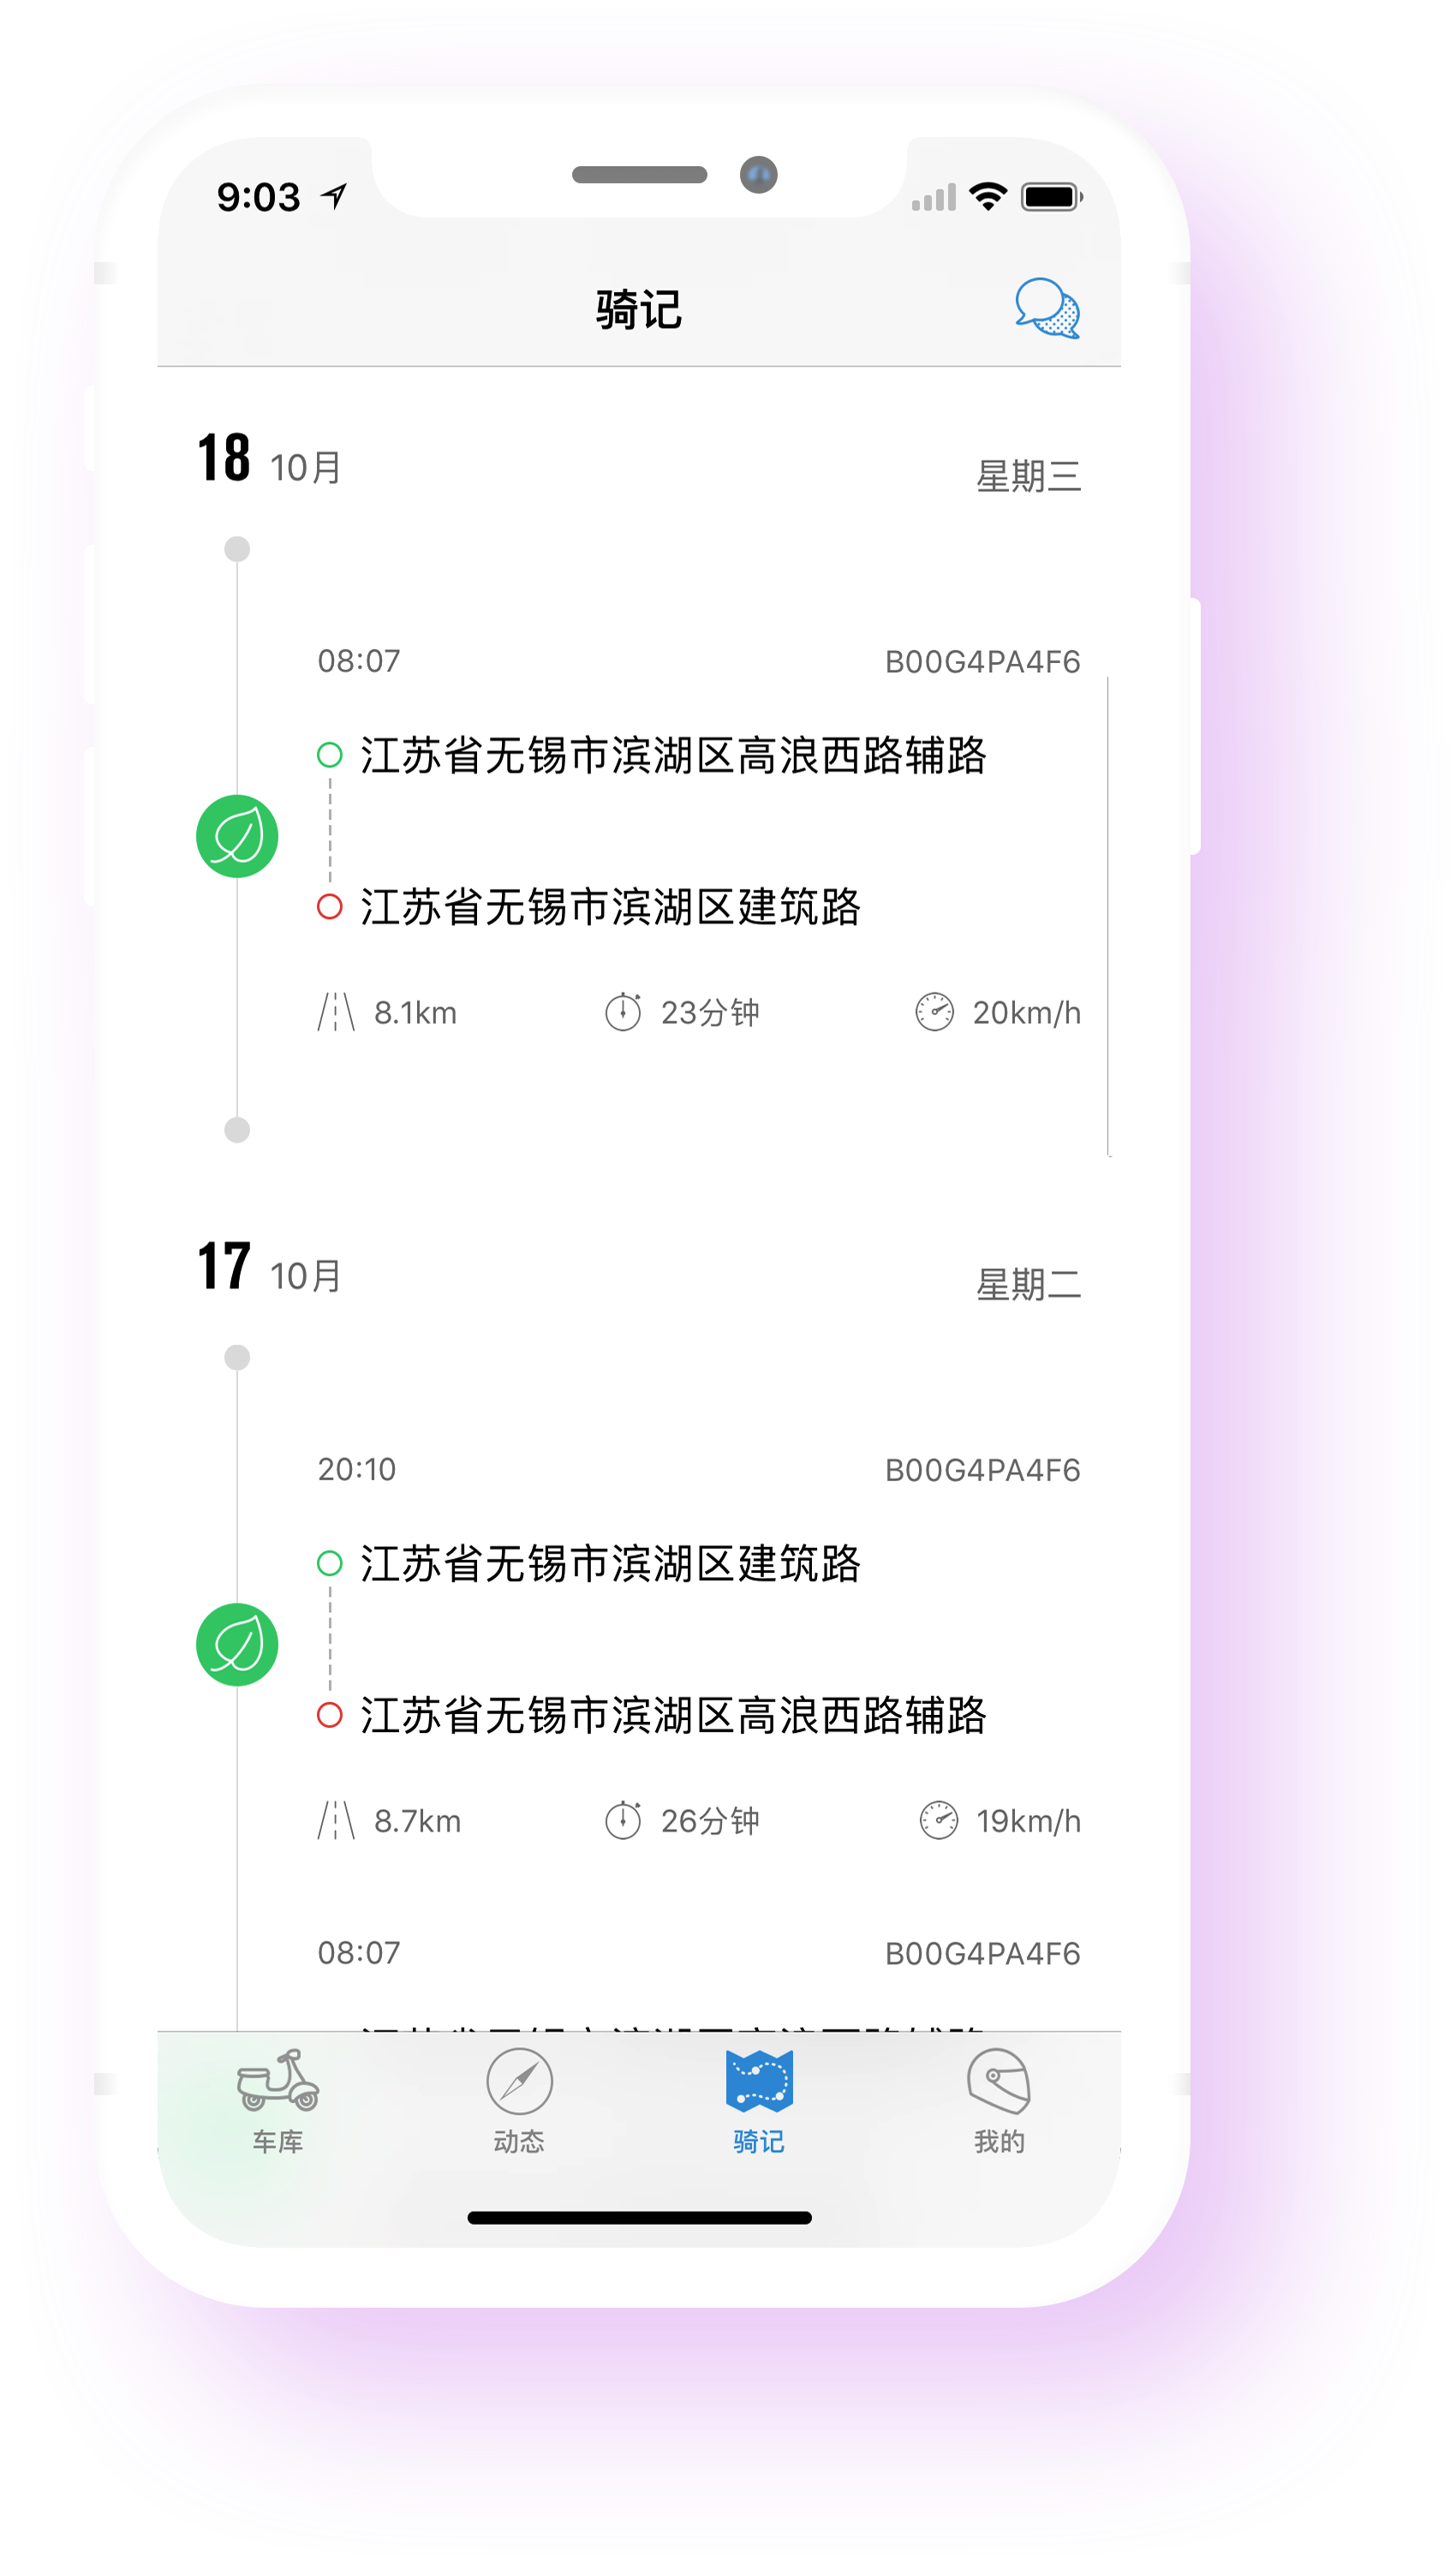 9:03
骑记
18 10月 星期三
08:07 B00G4PA4F6
江苏省无锡市滨湖区高浪西路辅路
江苏省无锡市滨湖区建筑路
8.1km 23分钟 20km/h
17 10月 星期二
20:10 B00G4PA4F6
江苏省无锡市滨湖区建筑路
江苏省无锡市滨湖区高浪西路辅路
8.7km 26分钟 19km/h
08:07 B00G4PA4F6
车库 动态 骑记 我的